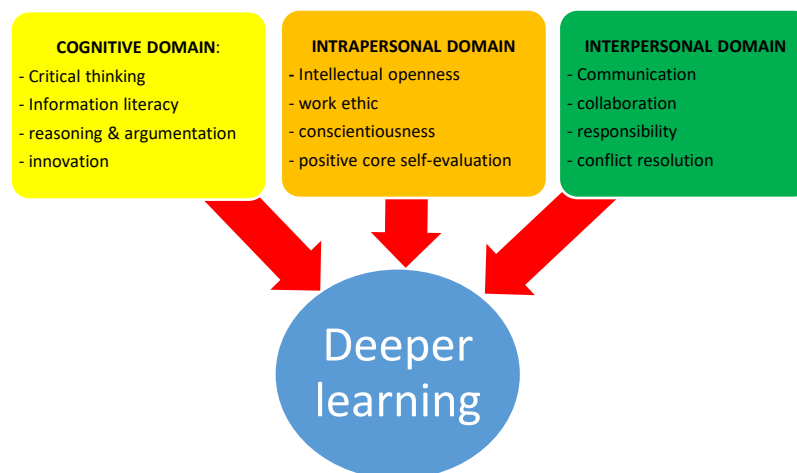 COGNITIVE DOMAIN:
- Critical thinking
- Information literacy
- reasoning & argumentation
- innovation
INTRAPERSONAL DOMAIN
- Intellectual openness
- work ethic
- conscientiousness
- positive core self-evaluation
INTERPERSONAL DOMAIN
- Communication
- collaboration
- responsibility
- conflict resolution
Deeper
learning